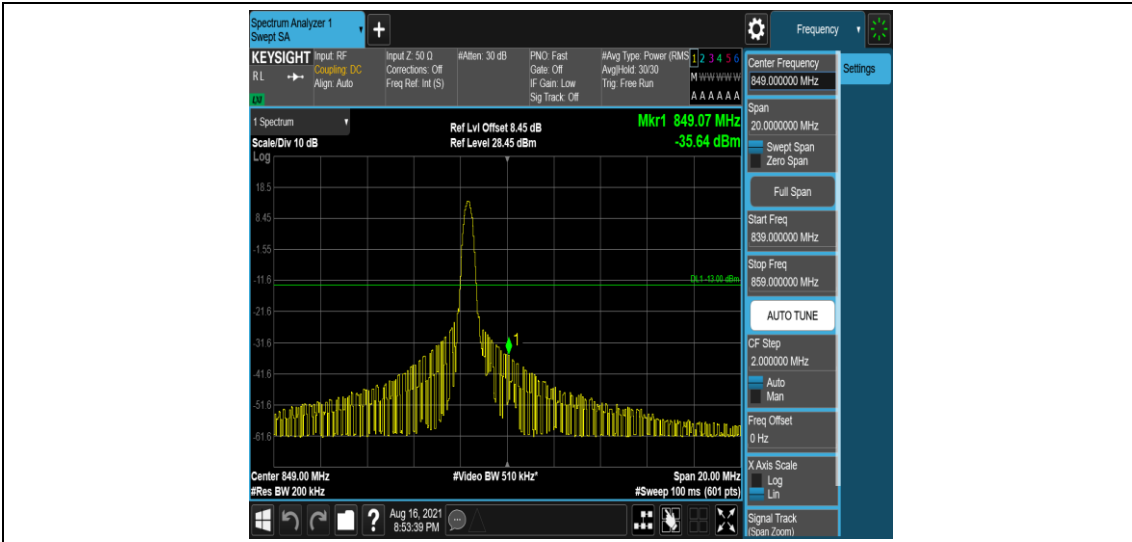 Spectrum Analyzer 1
Swept SA
Frequency
KEYSIGHT
RL
LXI
Input: RF
Coupling: DC
Align: Auto
Input Z: 50 Ω
Corrections: Off
Freq Ref: Int (S)
#Atten: 30 dB
PNO: Fast
Gate: Off
IF Gain: Low
Sig Track: Off
#Avg Type: Power (RMS
Avg|Hold: 30/30
Trig: Free Run
1 2 3 4 5 6
M W W W W W
A A A A A A
Center Frequency
849.000000 MHz
Settings
Span
20.0000000 MHz
Swept Span
Zero Span
Full Span
Start Freq
839.000000 MHz
Stop Freq
859.000000 MHz
AUTO TUNE
CF Step
2.000000 MHz
Auto
Man
Freq Offset
0 Hz
X Axis Scale
Log
Lin
Signal Track
(Span Zoom)
1 Spectrum
Scale/Div 10 dB
Log
Ref Lvl Offset 8.45 dB
Ref Level 28.45 dBm
Mkr1 849.07 MHz
-35.64 dBm
18.5
8.45
-1.55
-11.6
-21.6
-31.6
-41.6
-51.6
-61.6
DL1 -13.00 dBm
1
Center 849.00 MHz
#Res BW 200 kHz
#Video BW 510 kHz*
Span 20.00 MHz
#Sweep 100 ms (601 pts)
?
Aug 16, 2021
8:53:39 PM